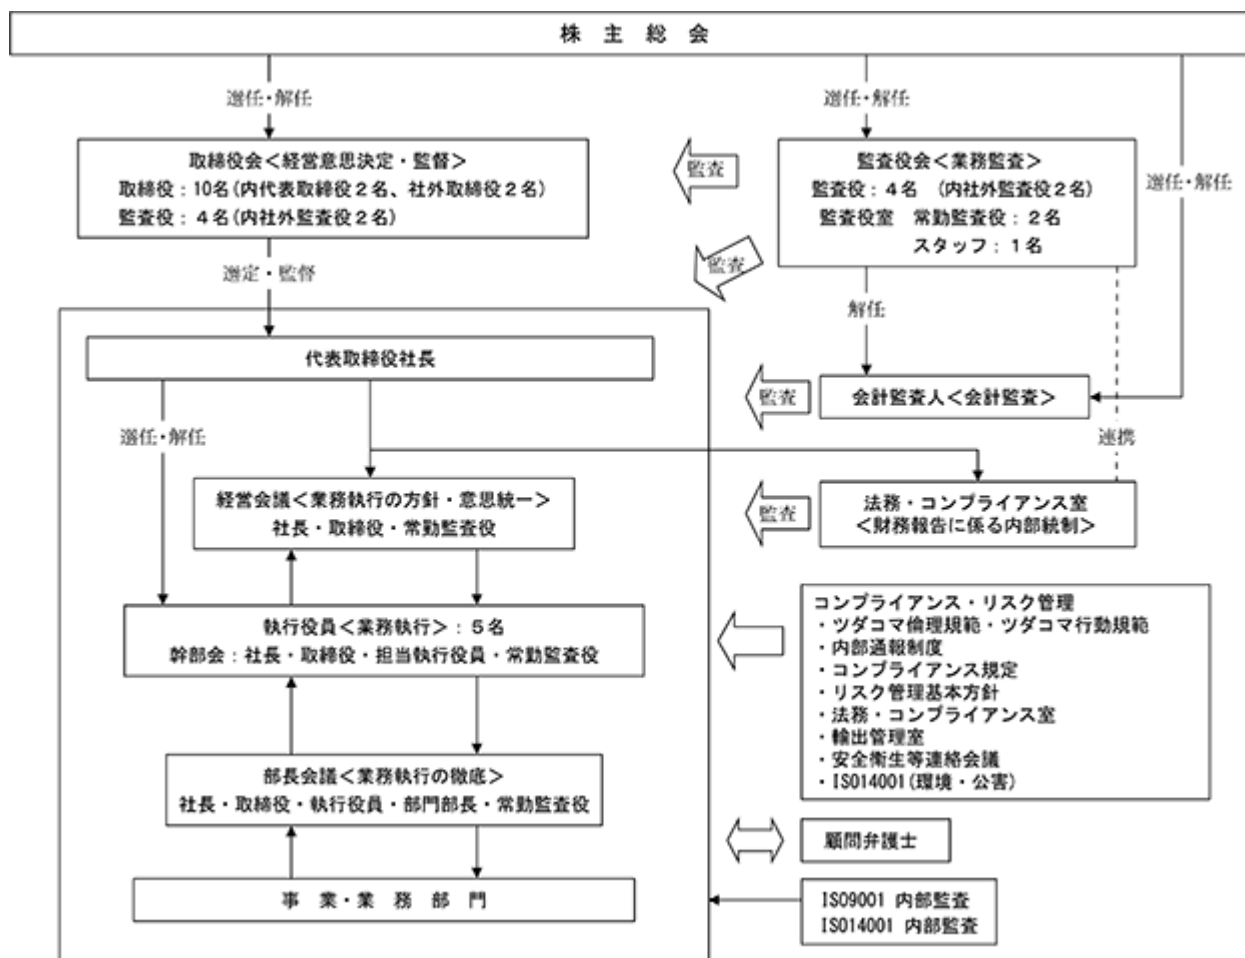 株主総会
選任・解任
選任・解任
選任・解任
取締役会＜経営意思決定・監督＞
取締役：10名(内代表取締役２名、社外取締役２名)
監査役：４名(内社外監査役２名)
監査
監査役会＜業務監査＞
監査役：４名　(内社外監査役２名)
監査役室　常勤監査役：２名
スタッフ：１名
監査
選定・監督
解任
代表取締役社長
監査
会計監査人＜会計監査＞
選任・解任
連携
経営会議＜業務執行の方針・意思統一＞
社長・取締役・常勤監査役
監査
法務・コンプライアンス室
＜財務報告に係る内部統制＞
執行役員＜業務執行＞：５名
幹部会：社長・取締役・担当執行役員・常勤監査役
コンプライアンス・リスク管理
・ツダコマ倫理規範・ツダコマ行動規範
・内部通報制度
・コンプライアンス規定
・リスク管理基本方針
・法務・コンプライアンス室
・輸出管理室
・安全衛生等連絡会議
・ISO14001(環境・公害)
部長会議＜業務執行の徹底＞
社長・取締役・執行役員・部門部長・常勤監査役
顧問弁護士
事業・業務部門
ISO9001 内部監査
ISO14001 内部監査